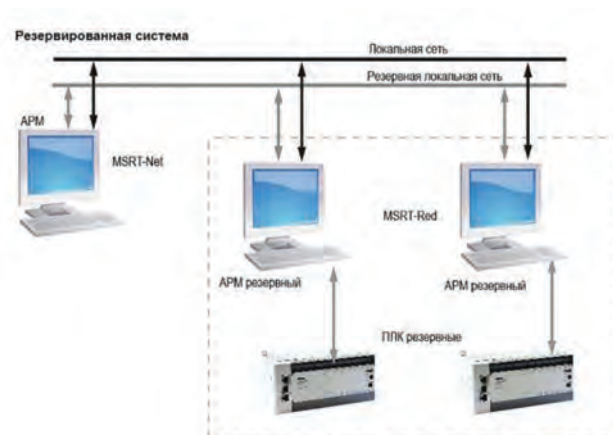 Резервированная система
Локальная сеть
Резервная локальная сеть
АРМ
MSRT-Net
MSRT-Red
АРМ резервный
АРМ резервный
ПЛК резервные